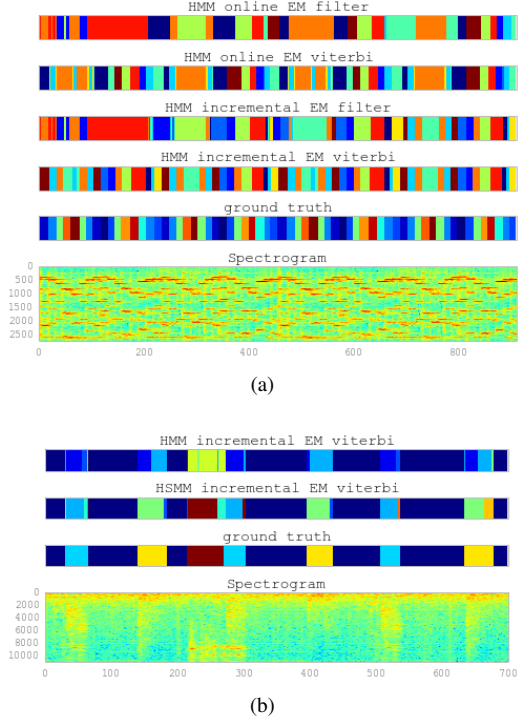 HMM online EM filter
HMM online EM viterbi
HMM incremental EM filter
HMM incremental EM viterbi
ground truth
Spectrogram
0
500
1000
1500
2000
2500
0 200 400 600 800
(a)
HMM incremental EM viterbi
HSMM incremental EM viterbi
ground truth
Spectrogram
0
2000
4000
6000
8000
10000
0 100 200 300 400 500 600 700
(b)